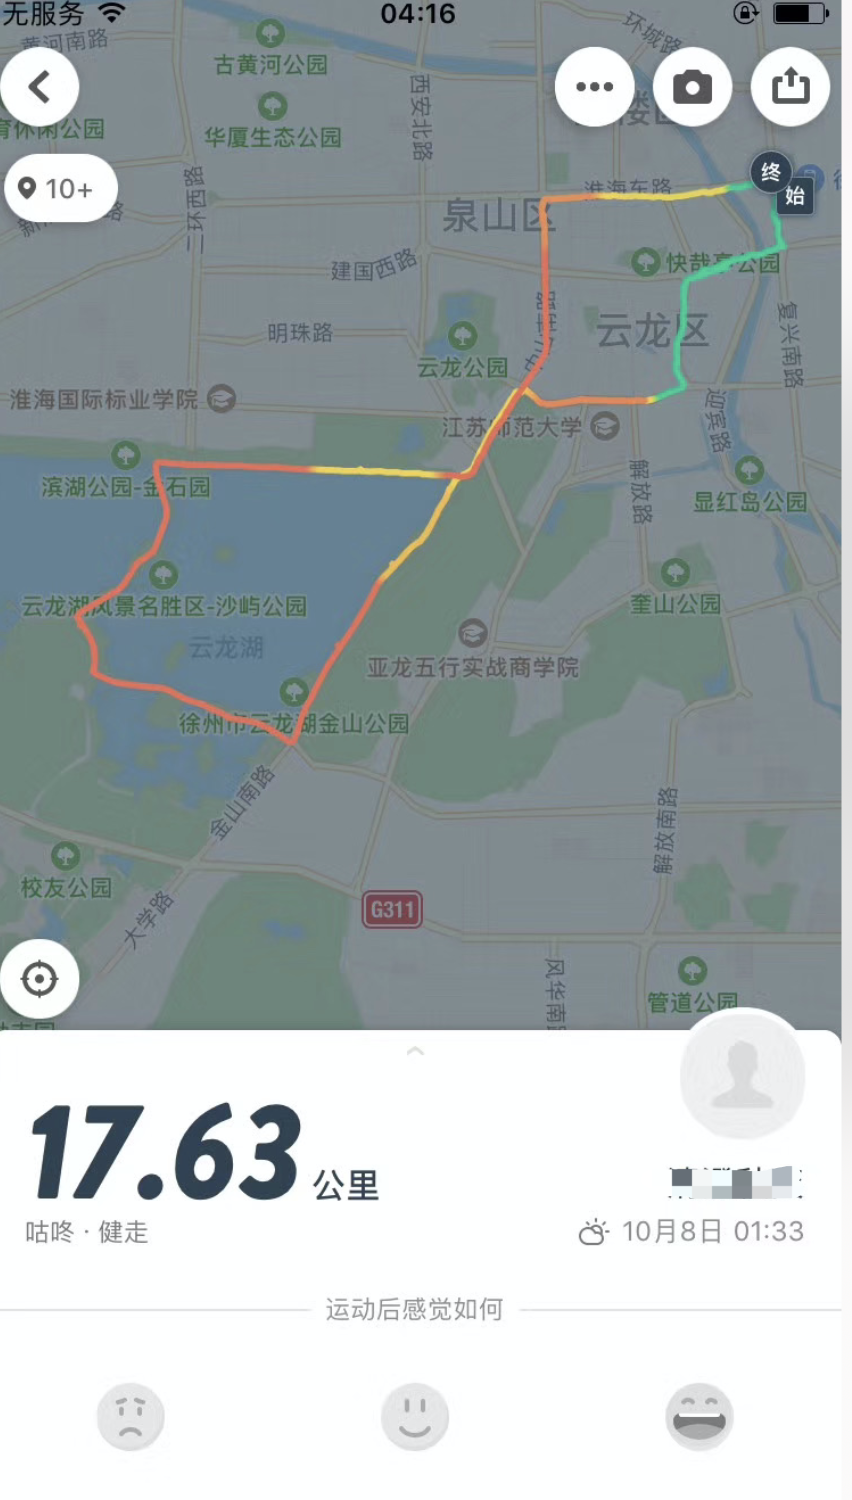 无服务 04:16
黄河南路
环城路
古黄河公园
西安北路
育休闲公园
华厦生态公园
10+
二环西路
终
始
淮海东路
泉山区
建国西路
快哉亭公园
明珠路
云龙区
复兴南路
云龙公园
淮海国际标业学院
江苏师范大学
迎宾路
滨湖公园-金石园
解放路
显红岛公园
云龙湖风景名胜区-沙屿公园
奎山公园
云龙湖
亚龙五行实战商学院
徐州市云龙湖金山公园
金山南路
解放南路
校友公园
大学路
G311
风华南路
管道公园
17.63 公里
咕咚 · 健走
10月8日 01:33
运动后感觉如何